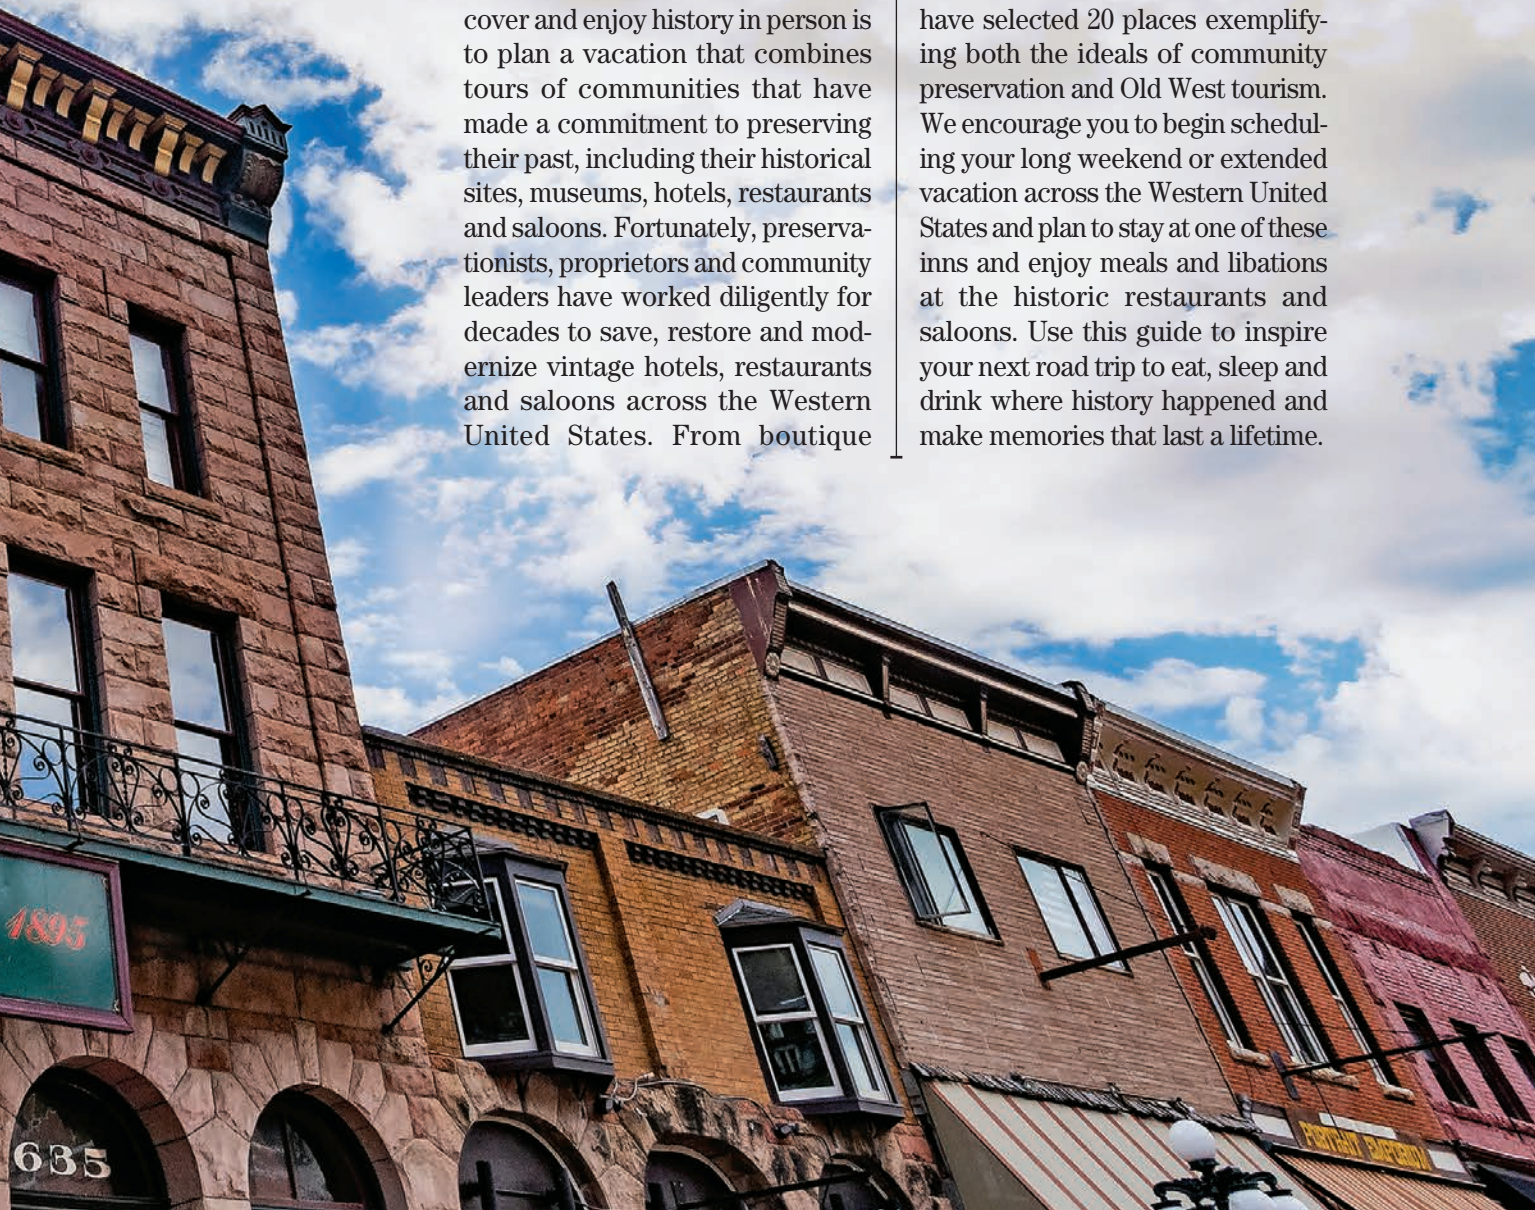 cover and enjoy history in person is
to plan a vacation that combines
tours of communities that have
made a commitment to preserving
their past, including their historical
sites, museums, hotels, restaurants
and saloons. Fortunately, preserva-
tionists, proprietors and community
leaders have worked diligently for
decades to save, restore and mod-
ernize vintage hotels, restaurants
and saloons across the Western
United States. From boutique
have selected 20 places exemplify-
ing both the ideals of community
preservation and Old West tourism.
We encourage you to begin schedul-
ing your long weekend or extended
vacation across the Western United
States and plan to stay at one of these
inns and enjoy meals and libations
at the historic restaurants and
saloons. Use this guide to inspire
your next road trip to eat, sleep and
drink where history happened and
make memories that last a lifetime.
1895
635
PORTRAIT EMPORIUM